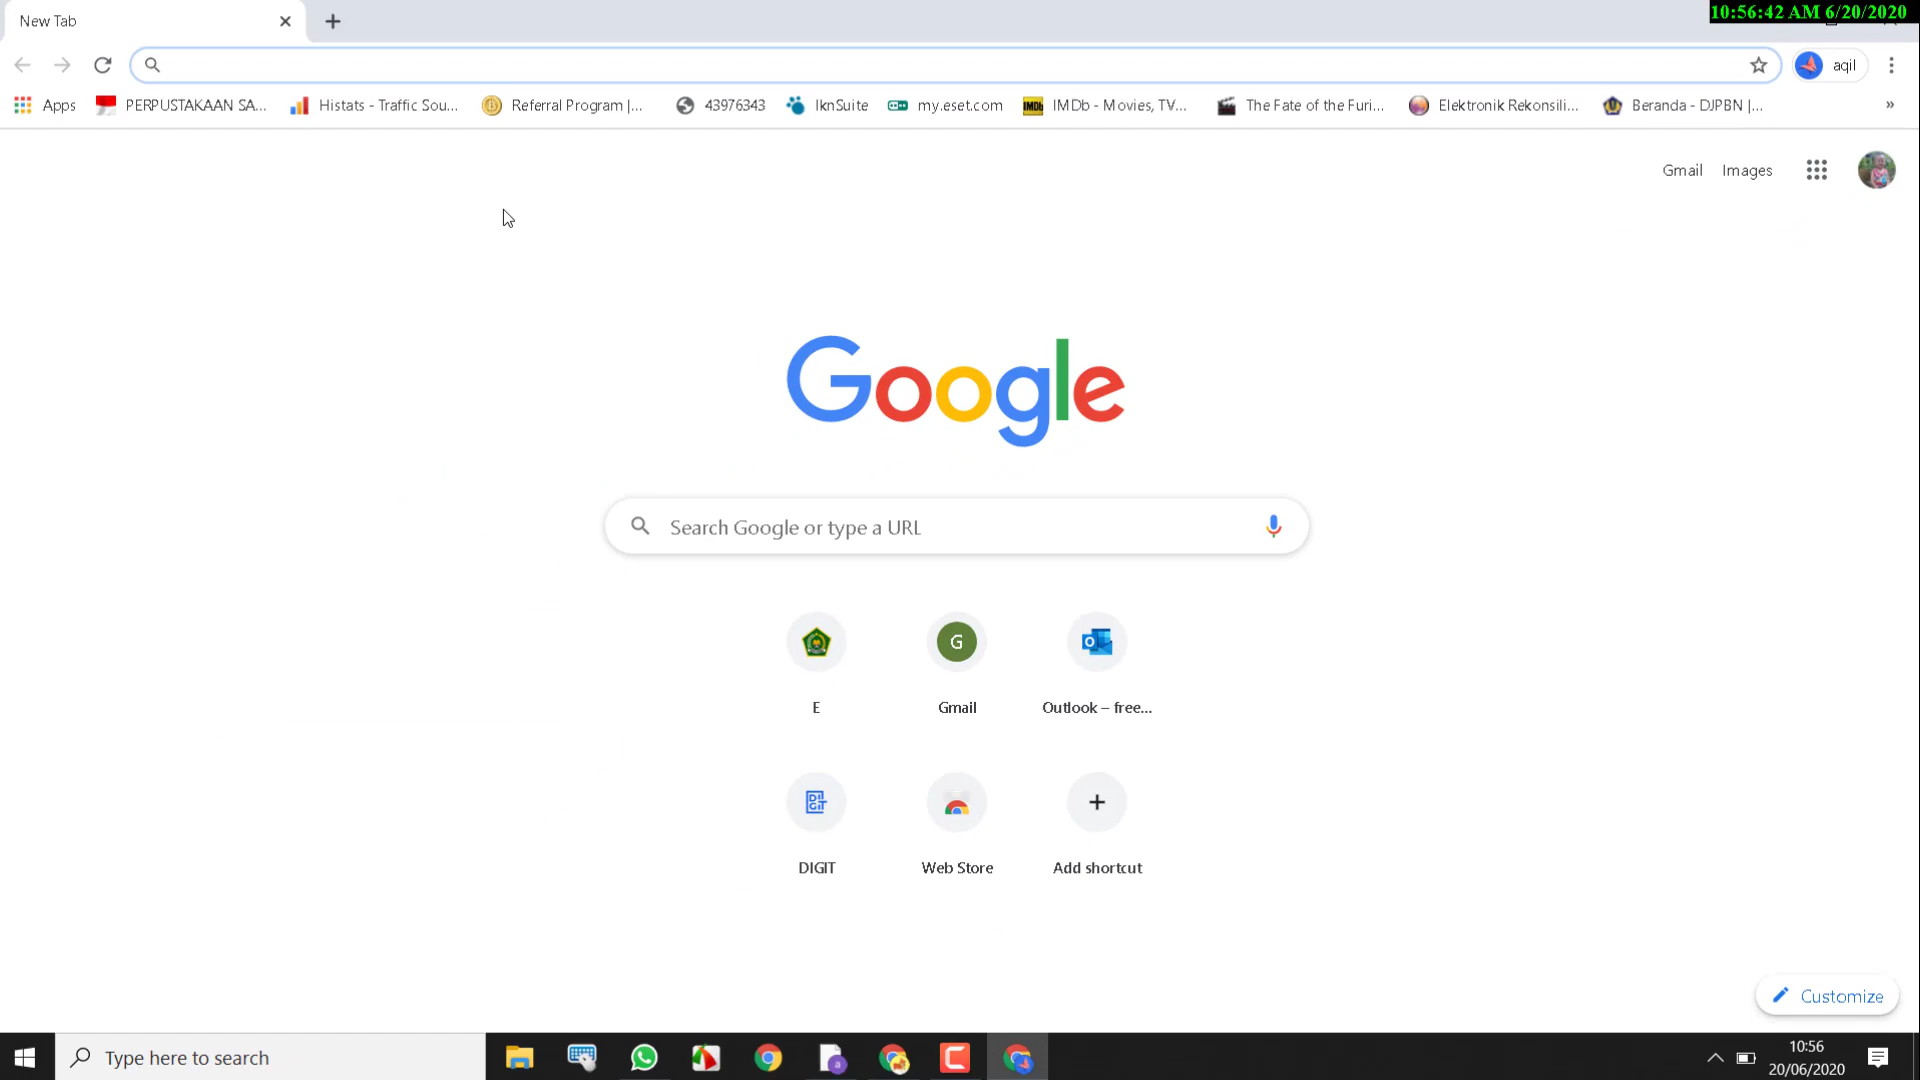 New Tab
10:56:42 AM 6/20/2020
aqil
Apps
PERPUSTAKAAN SA...
Histats - Traffic Sou...
Referral Program |...
43976343
IknSuite
my.eset.com
IMDb - Movies, TV...
The Fate of the Furi...
Elektronik Rekonsili...
Beranda - DJPBN |...
»
Gmail
Images
Google
Search Google or type a URL
G
E
Gmail
Outlook – free...
DIGIT
Web Store
Add shortcut
Customize
Type here to search
10:56
20/06/2020